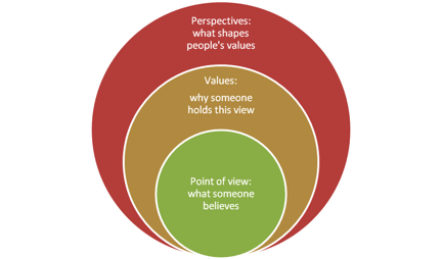 Perspectives:
what shapes
people's values
Values:
why someone
holds this view
Point of view:
what someone
believes